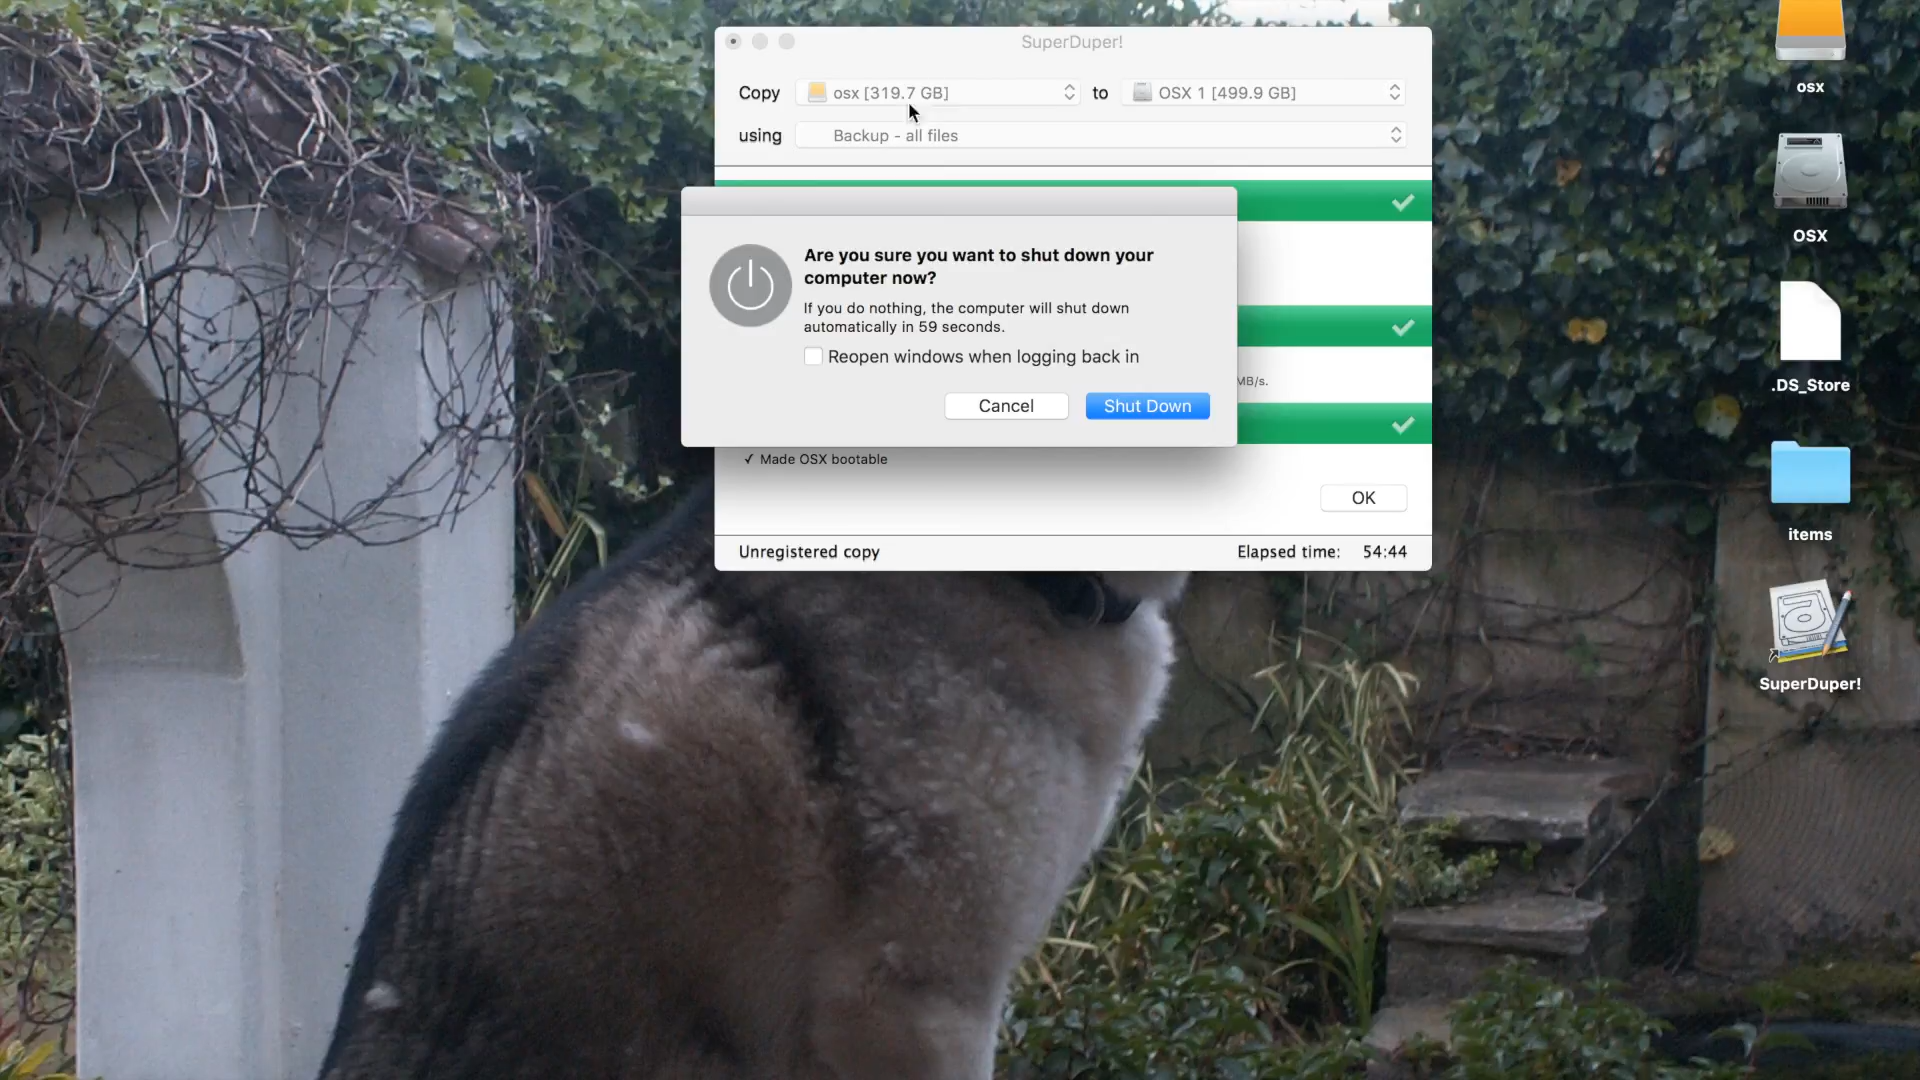 SuperDuper!
Copy osx [319.7 GB] to OSX 1 [499.9 GB]
using Backup - all files
Are you sure you want to shut down your
computer now?
If you do nothing, the computer will shut down
automatically in 59 seconds.
Reopen windows when logging back in
Cancel Shut Down
MB/s.
✓ Made OSX bootable
OK
Unregistered copy Elapsed time: 54:44
osx
OSX
.DS_Store
items
SuperDuper!